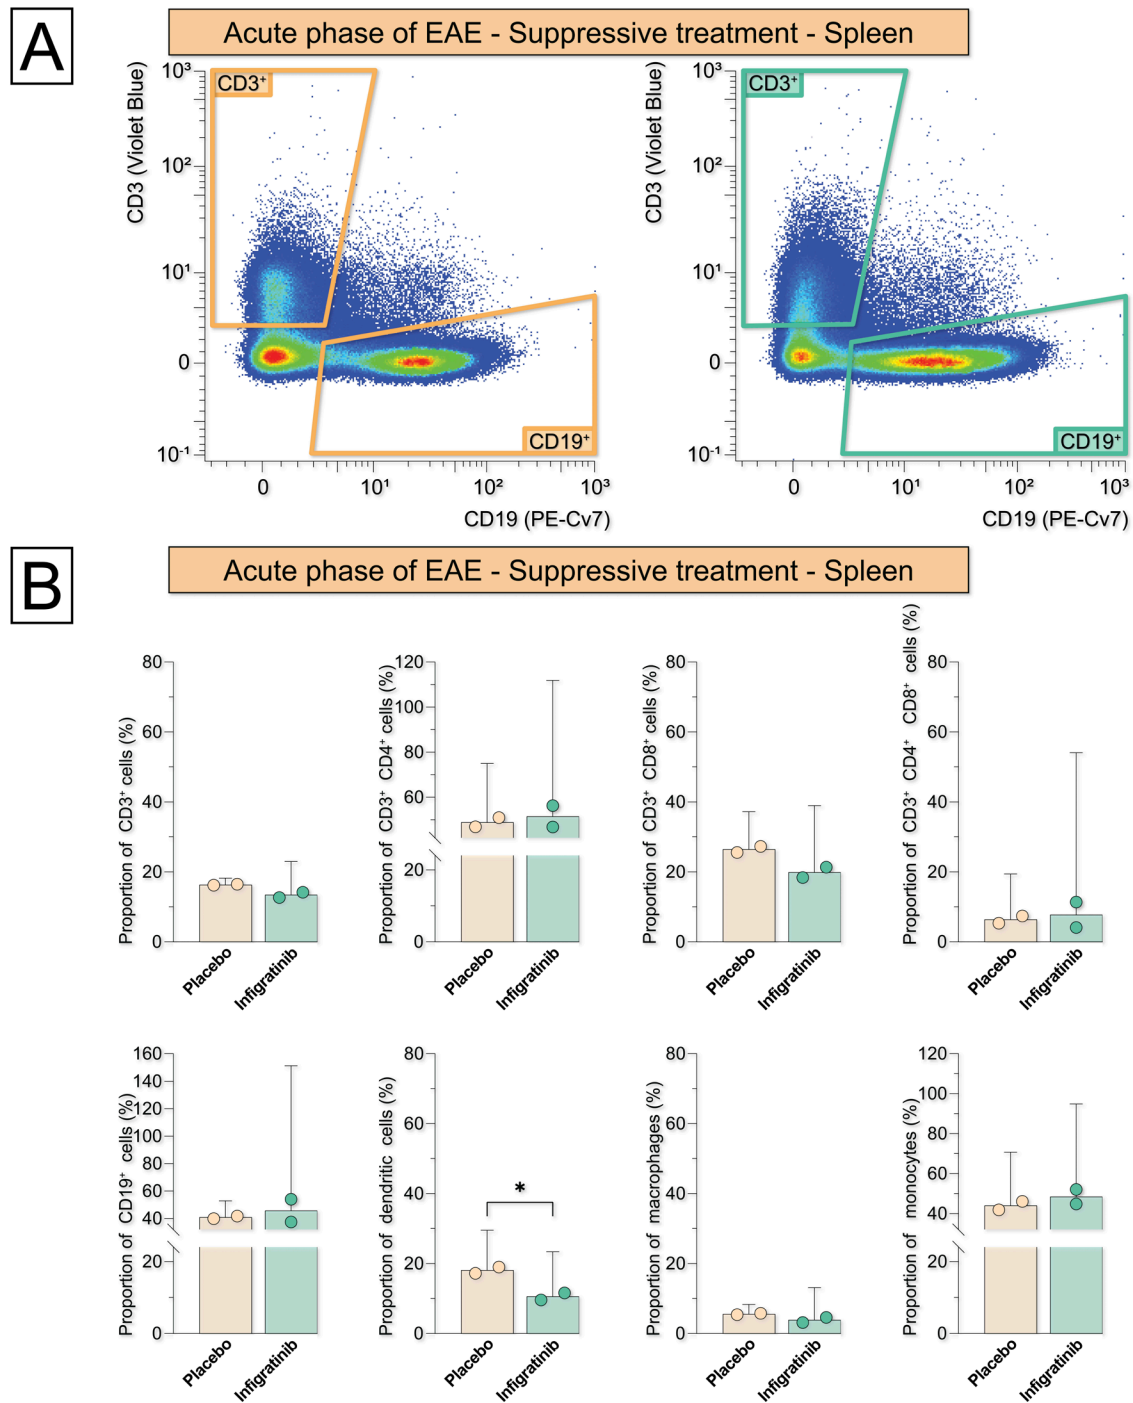 A
Acute phase of EAE - Suppressive treatment - Spleen
CD3 (Violet Blue)
10³
10²
10¹
0
10⁻¹
CD3⁺
CD19⁺
0
10¹
10²
10³
CD19 (PE-Cv7)
CD3 (Violet Blue)
10³
10²
10¹
0
10⁻¹
CD3⁺
CD19⁺
0
10¹
10²
10³
CD19 (PE-Cv7)
B
Acute phase of EAE - Suppressive treatment - Spleen
Proportion of CD3⁺ cells (%)
80
60
40
20
0
Placebo
Infigratinib
Proportion of CD3⁺ CD4⁺ cells (%)
120
100
80
60
20
0
Placebo
Infigratinib
Proportion of CD3⁺ CD8⁺ cells (%)
80
60
40
20
0
Placebo
Infigratinib
Proportion of CD3⁺ CD4⁺ CD8⁺ cells (%)
80
60
40
20
0
Placebo
Infigratinib
Proportion of CD19⁺ cells (%)
160
140
120
100
80
60
40
20
0
Placebo
Infigratinib
Proportion of dendritic cells (%)
80
60
40
20
0
*
Placebo
Infigratinib
Proportion of macrophages (%)
80
60
40
20
0
Placebo
Infigratinib
Proportion of monocytes (%)
120
100
80
60
40
20
0
Placebo
Infigratinib